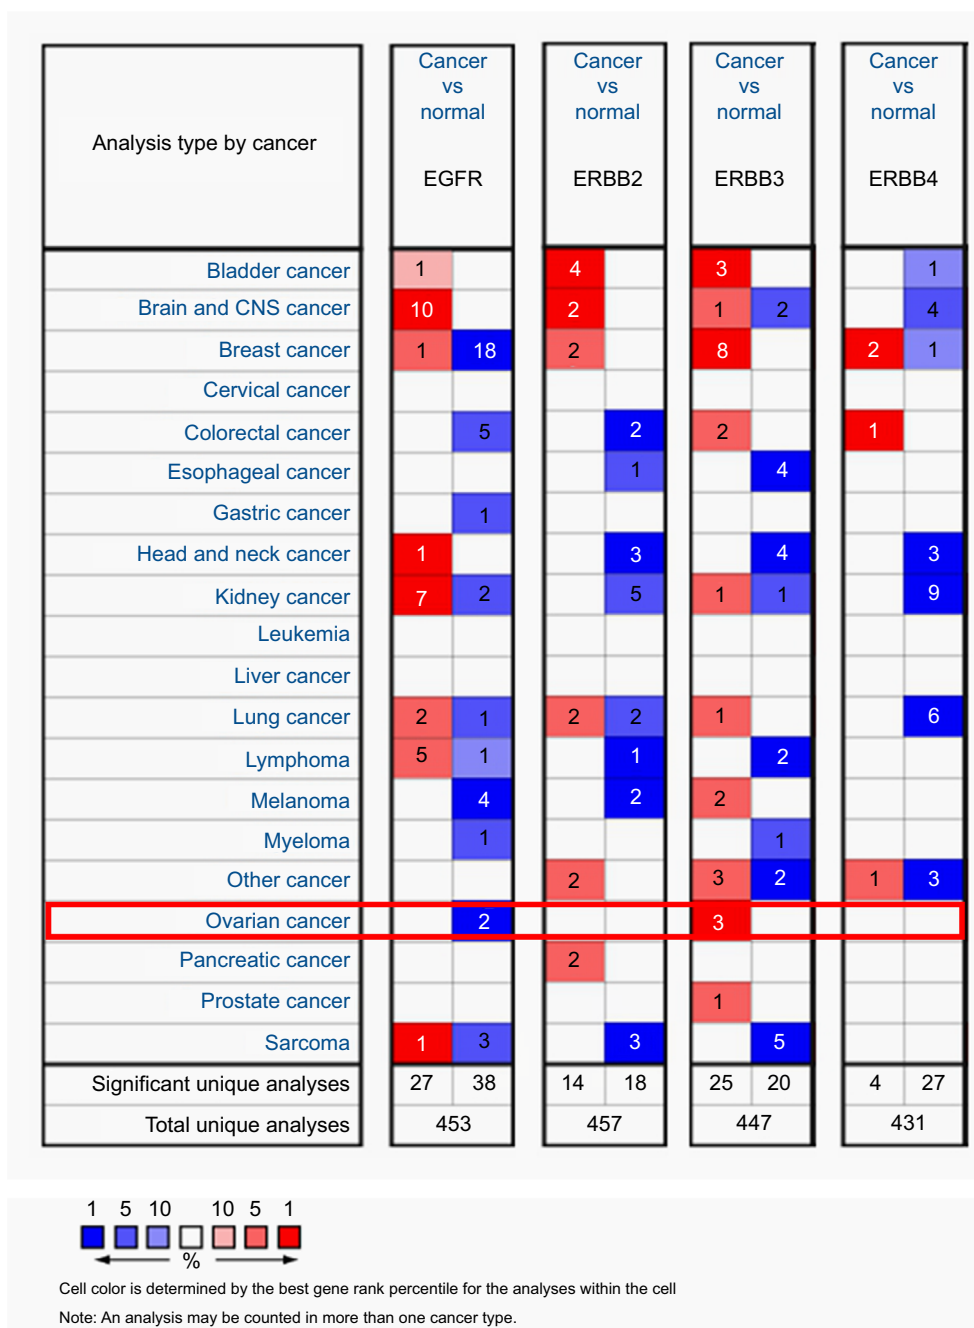 Analysis type by cancer
Cancer vs normal EGFR
Cancer vs normal ERBB2
Cancer vs normal ERBB3
Cancer vs normal ERBB4
Bladder cancer 1 4 3 1
Brain and CNS cancer 10 2 1 2 4
Breast cancer 1 18 2 8 2 1
Cervical cancer
Colorectal cancer 5 2 2 1
Esophageal cancer 1 4
Gastric cancer 1
Head and neck cancer 1 3 4 3
Kidney cancer 7 2 5 1 1 9
Leukemia
Liver cancer
Lung cancer 2 1 2 2 1 6
Lymphoma 5 1 1 2
Melanoma 4 2 2
Myeloma 1 1
Other cancer 2 3 2 1 3
Ovarian cancer 2 3
Pancreatic cancer 2
Prostate cancer 1
Sarcoma 1 3 3 5
Significant unique analyses 27 38 14 18 25 20 4 27
Total unique analyses 453 457 447 431
1 5 10 10 5 1
%
Cell color is determined by the best gene rank percentile for the analyses within the cell
Note: An analysis may be counted in more than one cancer type.